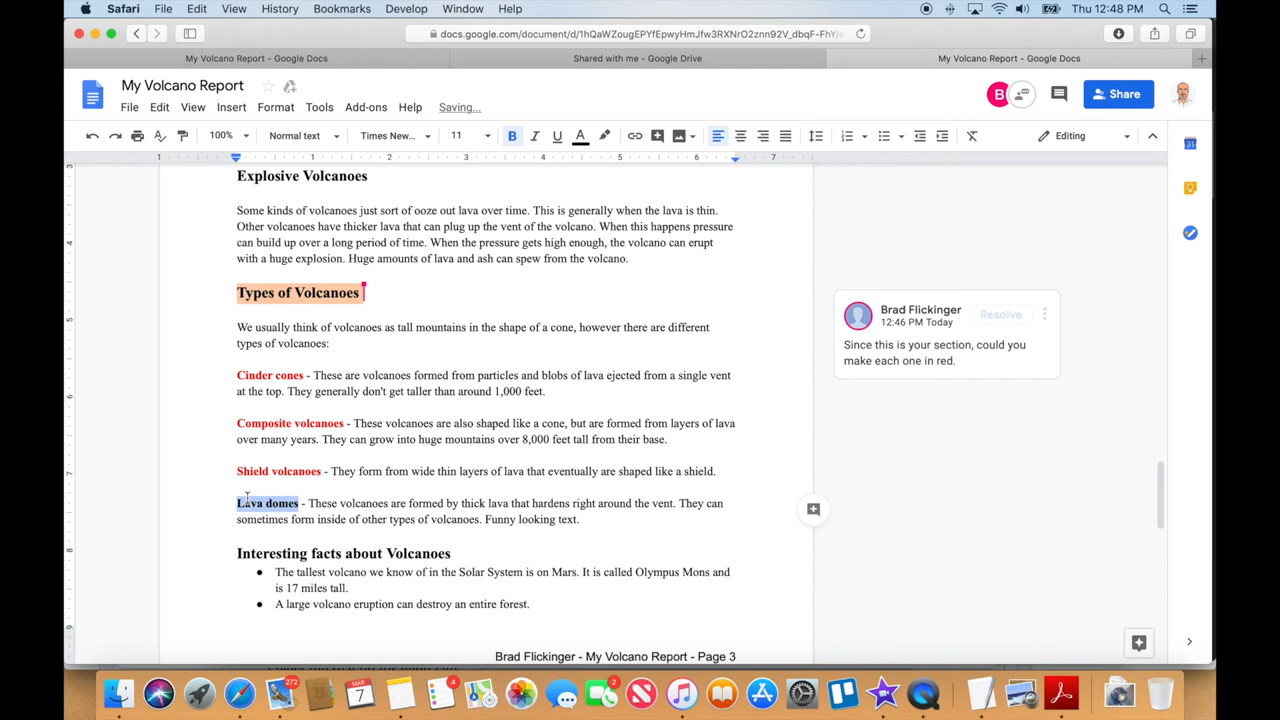 Safari File Edit View History Bookmarks Develop Window Help Thu 12:48 PM
docs.google.com/document/d/1hQaWZougEPYfEpwyHmJfw3RXNrO2znn92V_dbqF-FhY/e
My Volcano Report - Google Docs Shared with me - Google Drive My Volcano Report - Google Docs
My Volcano Report
B Share
File Edit View Insert Format Tools Add-ons Help Saving...
100% Normal text Times New... 11 B I U A Editing
1 1 2 3 4 5 6 7
Explosive Volcanoes
Some kinds of volcanoes just sort of ooze out lava over time. This is generally when the lava is thin.
Other volcanoes have thicker lava that can plug up the vent of the volcano. When this happens pressure
can build up over a long period of time. When the pressure gets high enough, the volcano can erupt
with a huge explosion. Huge amounts of lava and ash can spew from the volcano.
Types of Volcanoes
We usually think of volcanoes as tall mountains in the shape of a cone, however there are different
types of volcanoes:
Cinder cones - These are volcanoes formed from particles and blobs of lava ejected from a single vent
at the top. They generally don't get taller than around 1,000 feet.
Composite volcanoes - These volcanoes are also shaped like a cone, but are formed from layers of lava
over many years. They can grow into huge mountains over 8,000 feet tall from their base.
Shield volcanoes - They form from wide thin layers of lava that eventually are shaped like a shield.
Lava domes - These volcanoes are formed by thick lava that hardens right around the vent. They can
sometimes form inside of other types of volcanoes. Funny looking text.
Interesting facts about Volcanoes
● The tallest volcano we know of in the Solar System is on Mars. It is called Olympus Mons and
is 17 miles tall.
● A large volcano eruption can destroy an entire forest.
Brad Flickinger - My Volcano Report - Page 3
Brad Flickinger Resolve
12:46 PM Today
Since this is your section, could you
make each one in red.
31
272 MAR 7 4 2